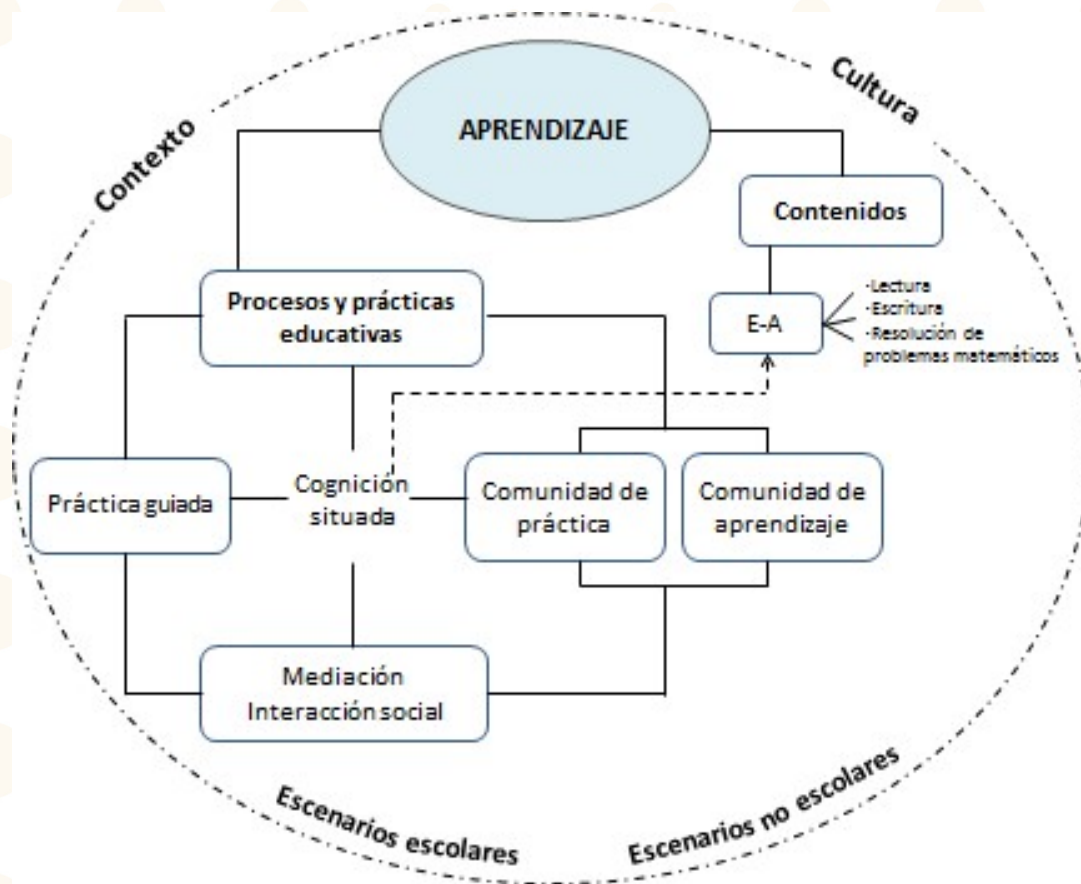 Contexto
Cultura
APRENDIZAJE
Contenidos
Procesos y prácticas
educativas
E-A
·Lectura
·Escritura
·Resolución de
problemas matemáticos
Práctica guiada
Cognición
situada
Comunidad de
práctica
Comunidad de
aprendizaje
Mediación
Interacción social
Escenarios escolares
Escenarios no escolares